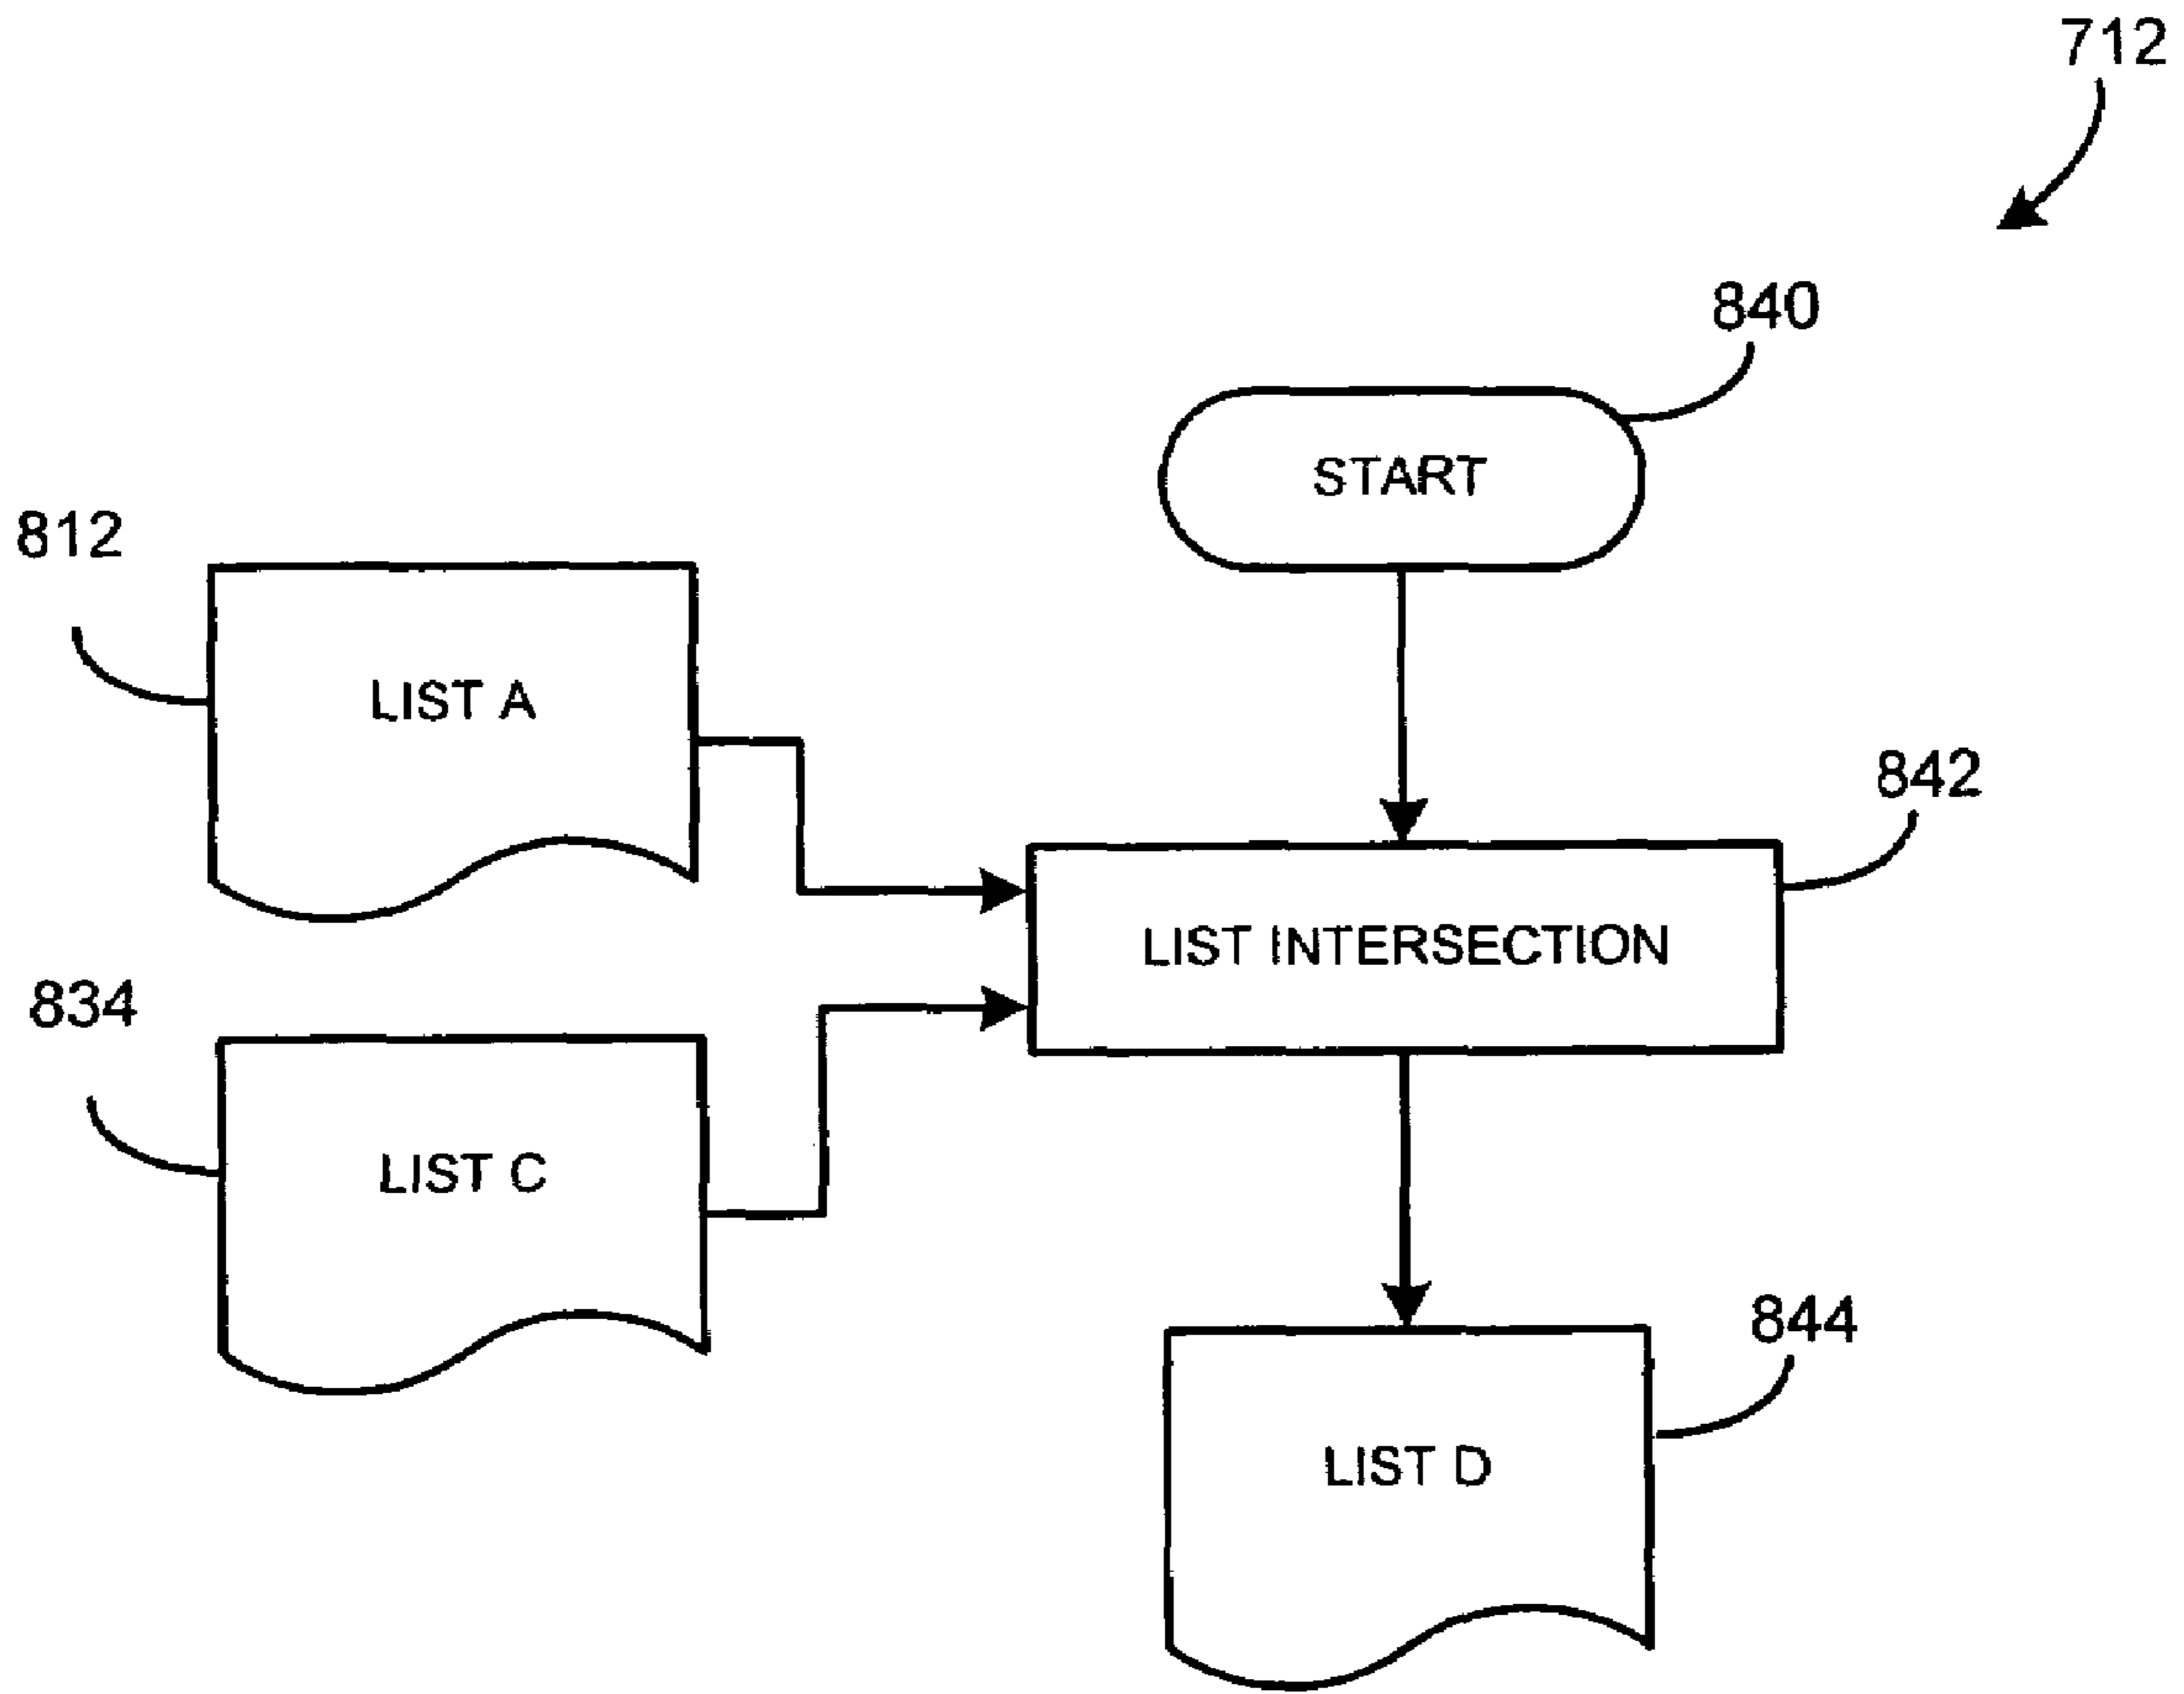 712
840
START
812
LIST A
842
LIST INTERSECTION
834
LIST C
844
LIST D